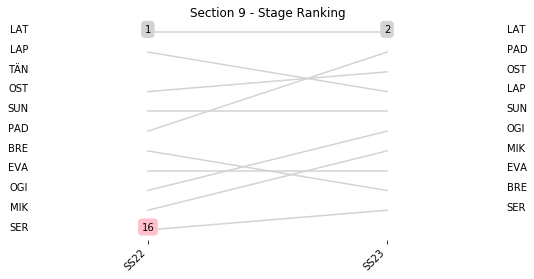 Section 9 - Stage Ranking
LAT 1 2 LAT
LAP PAD
TÄN OST
OST LAP
SUN SUN
PAD OGI
BRE MIK
EVA EVA
OGI BRE
MIK SER
SER 16
SS22 SS23